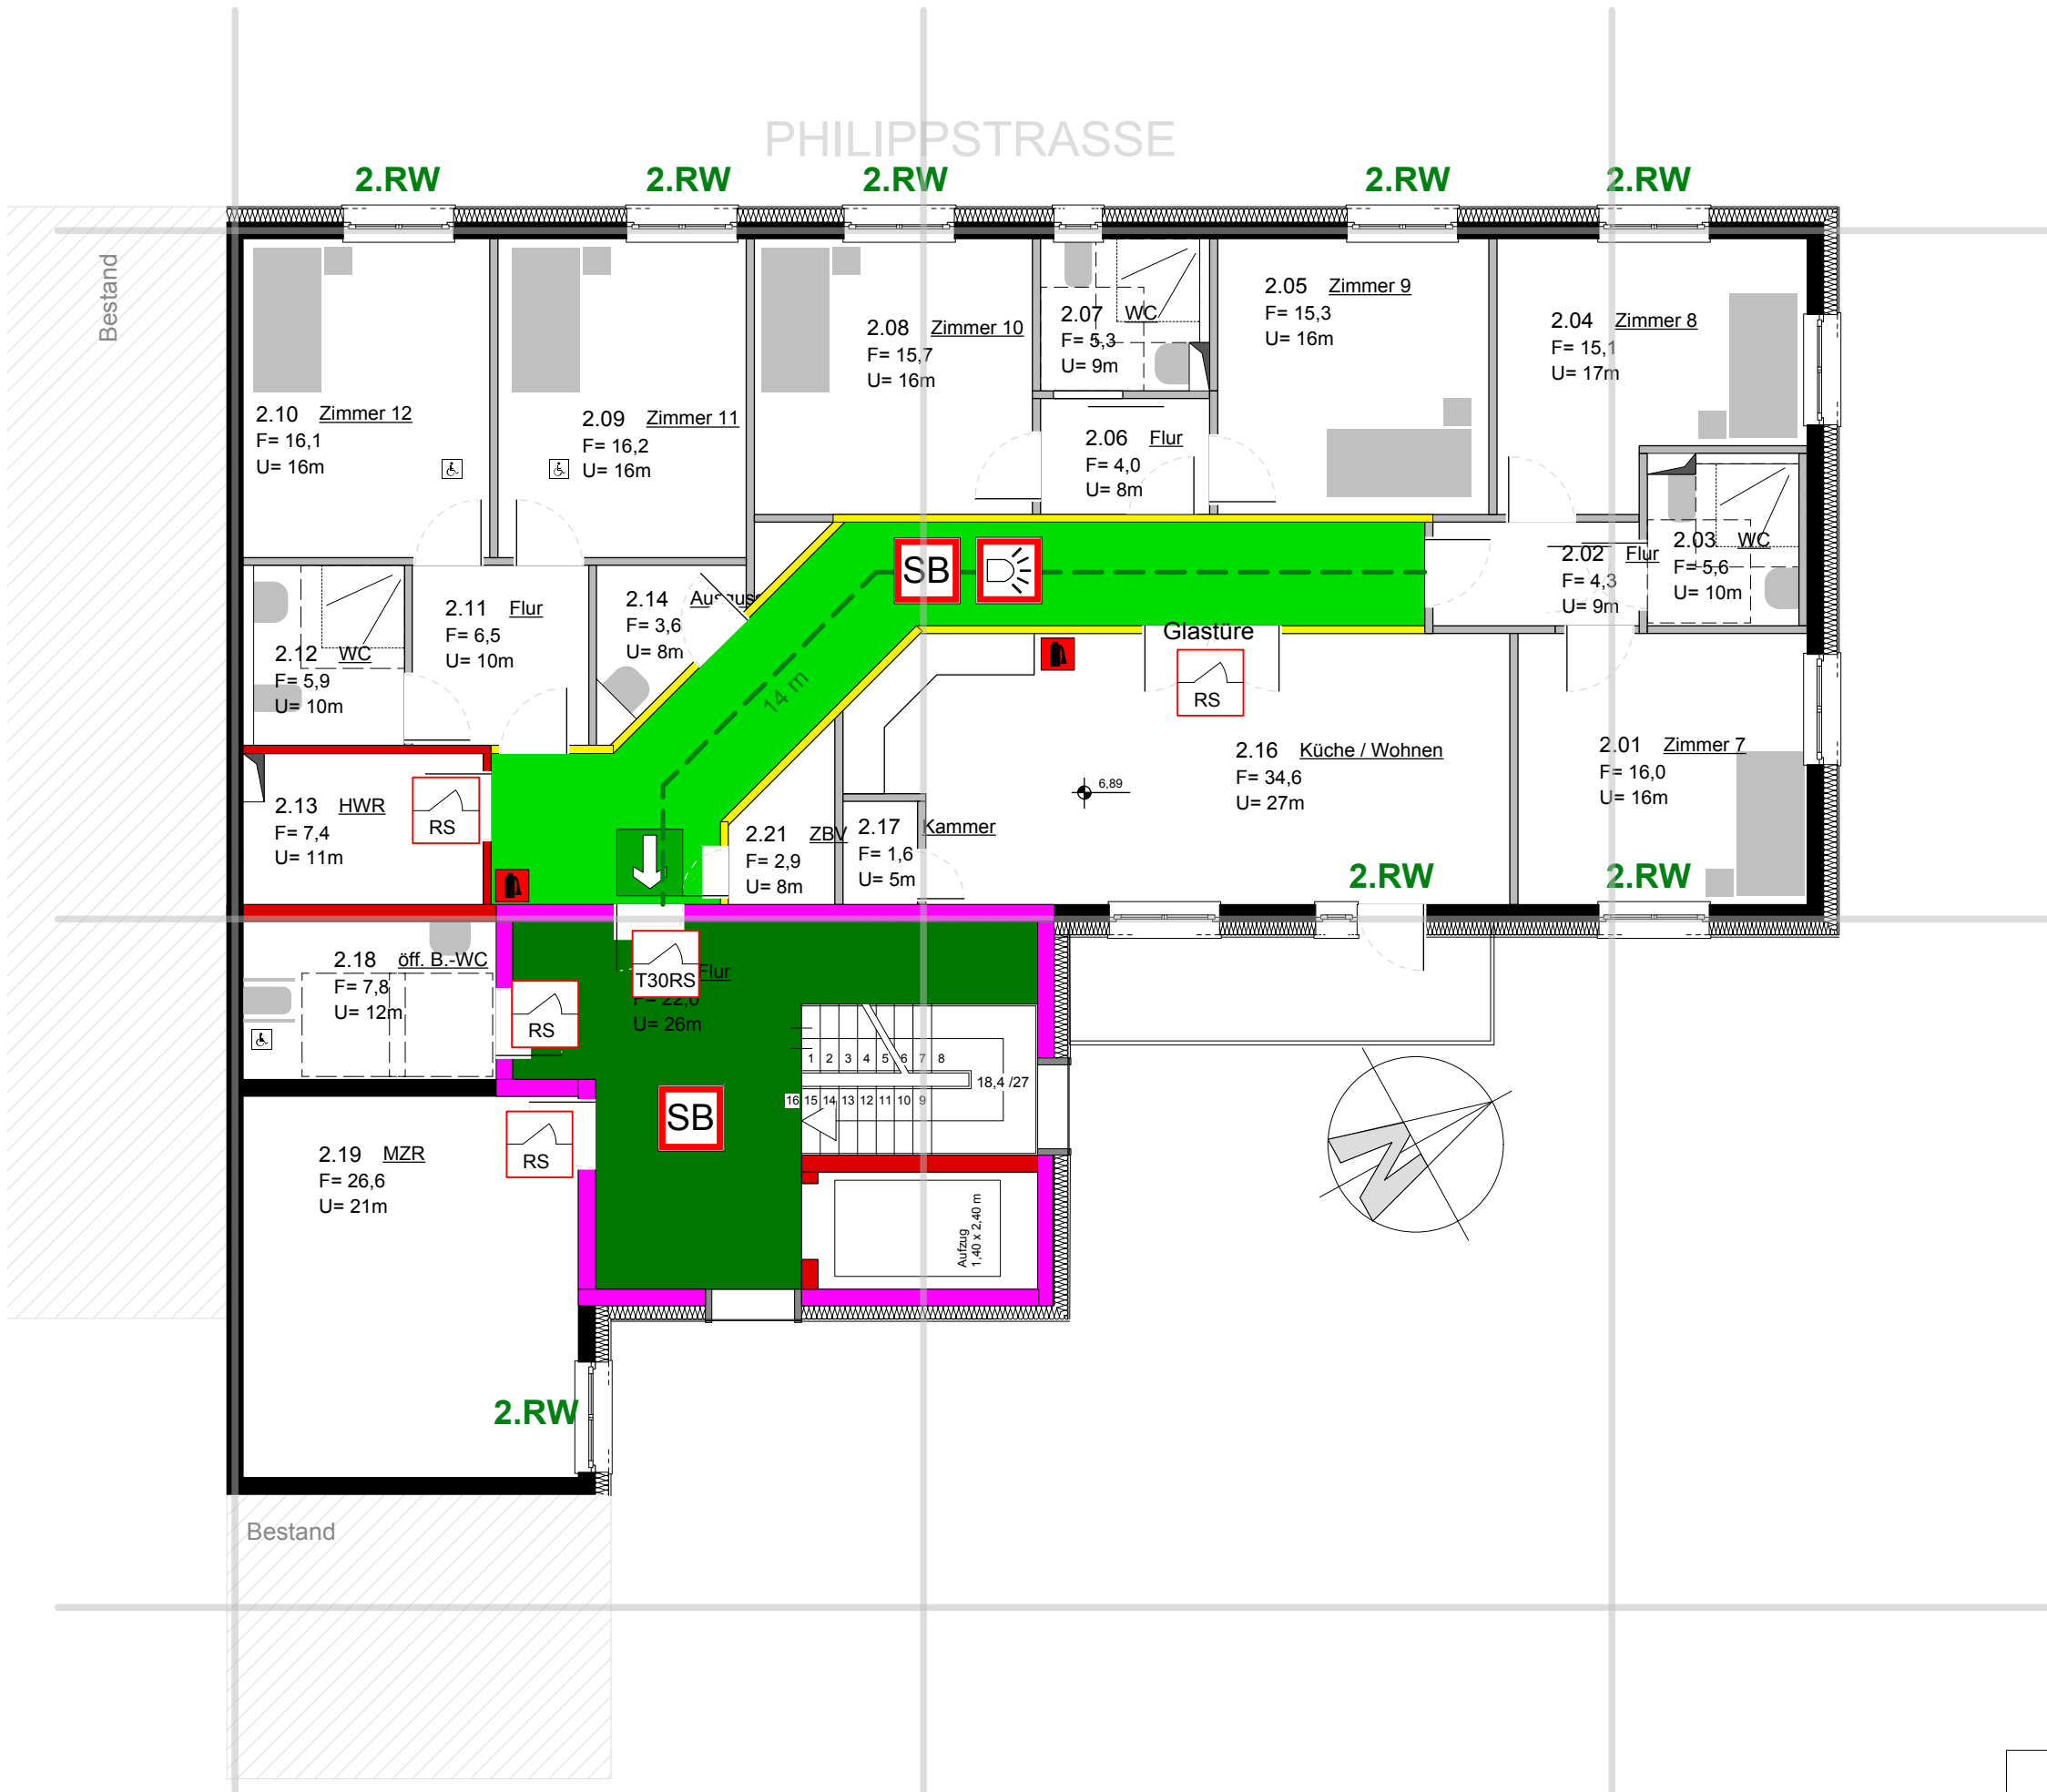 PHILIPPSTRASSE
2.RW
2.RW
2.RW
2.RW
2.RW
Bestand
2.10 Zimmer 12
F= 16,1
U= 16m
2.09 Zimmer 11
F= 16,2
U= 16m
2.08 Zimmer 10
F= 15,7
U= 16m
2.07 WC
F= 5,3
U= 9m
2.05 Zimmer 9
F= 15,3
U= 16m
2.04 Zimmer 8
F= 15,1
U= 17m
2.06 Flur
F= 4,0
U= 8m
2.02 Flur
F= 4,3
U= 9m
2.03 WC
F= 5,6
U= 10m
2.12 WC
F= 5,9
U= 10m
2.11 Flur
F= 6,5
U= 10m
2.14
F= 3,6
U= 8m
SB
14 m
Glastüre
RS
2.13 HWR
F= 7,4
U= 11m
RS
2.21 ZBV
F= 2,9
U= 8m
2.17 Kammer
F= 1,6
U= 5m
2.16 Küche / Wohnen
F= 34,6
U= 27m
6,89
2.01 Zimmer 7
F= 16,0
U= 16m
2.RW
2.RW
2.18 öff. B.-WC
F= 7,8
U= 12m
RS
T30RS
Flur
F= 22,0
U= 26m
1 2 3 4 5 6 7 8
18,4 /27
16 15 14 13 12 11 10 9
SB
2.19 MZR
F= 26,6
U= 21m
RS
Aufzug
1,40 x 2,40 m
N
2.RW
Bestand